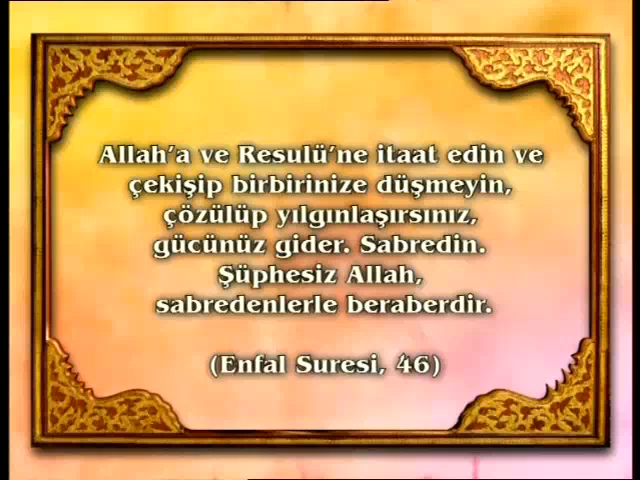 Allah'a ve Resulü'ne itaat edin ve
çekişip birbirinize düşmeyin,
çözülüp yılgınlaşırsınız,
gücünüz gider. Sabredin.
Şüphesiz Allah,
sabredenlerle beraberdir.
(Enfal Suresi, 46)